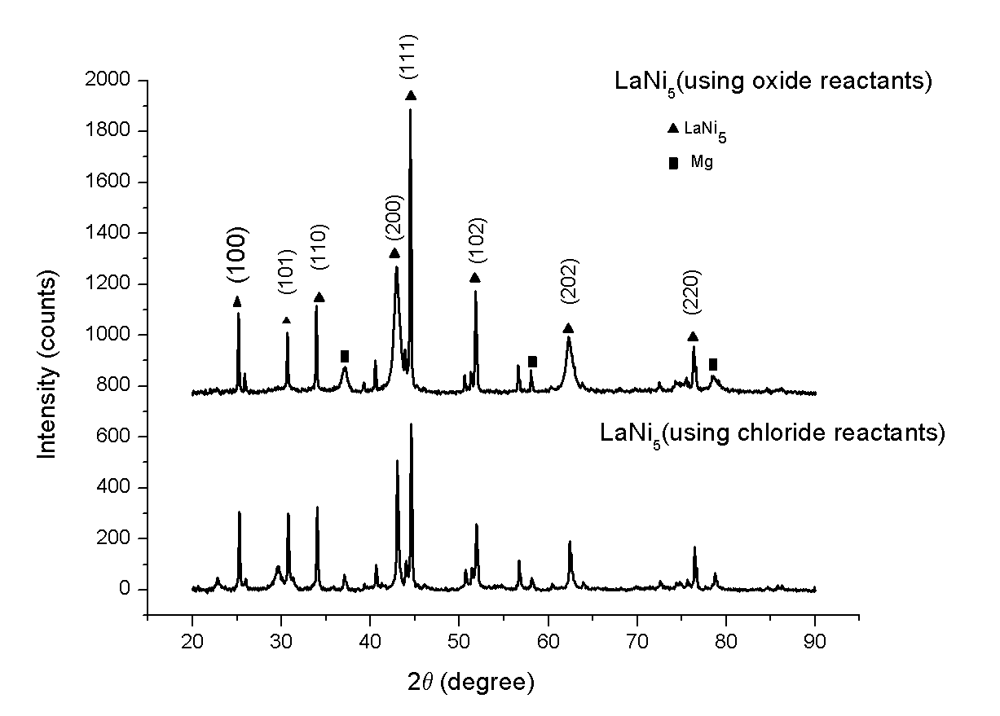 (111)
2000
LaNi5(using oxide reactants)
1800
LaNi5
Mg
1600
(200)
1400
(100)
(110)
(102)
(101)
(202)
(220)
1200
1000
800
600
LaNi5(using chloride reactants)
400
200
0
Intensity (counts)
20 30 40 50 60 70 80 90
2θ (degree)